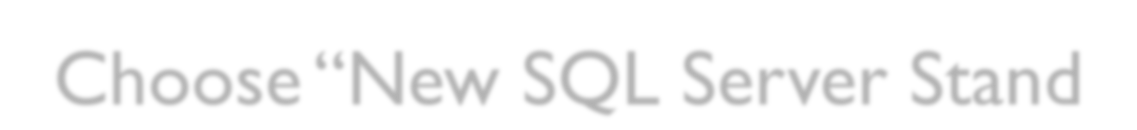 Choose “New SQL Server Stand